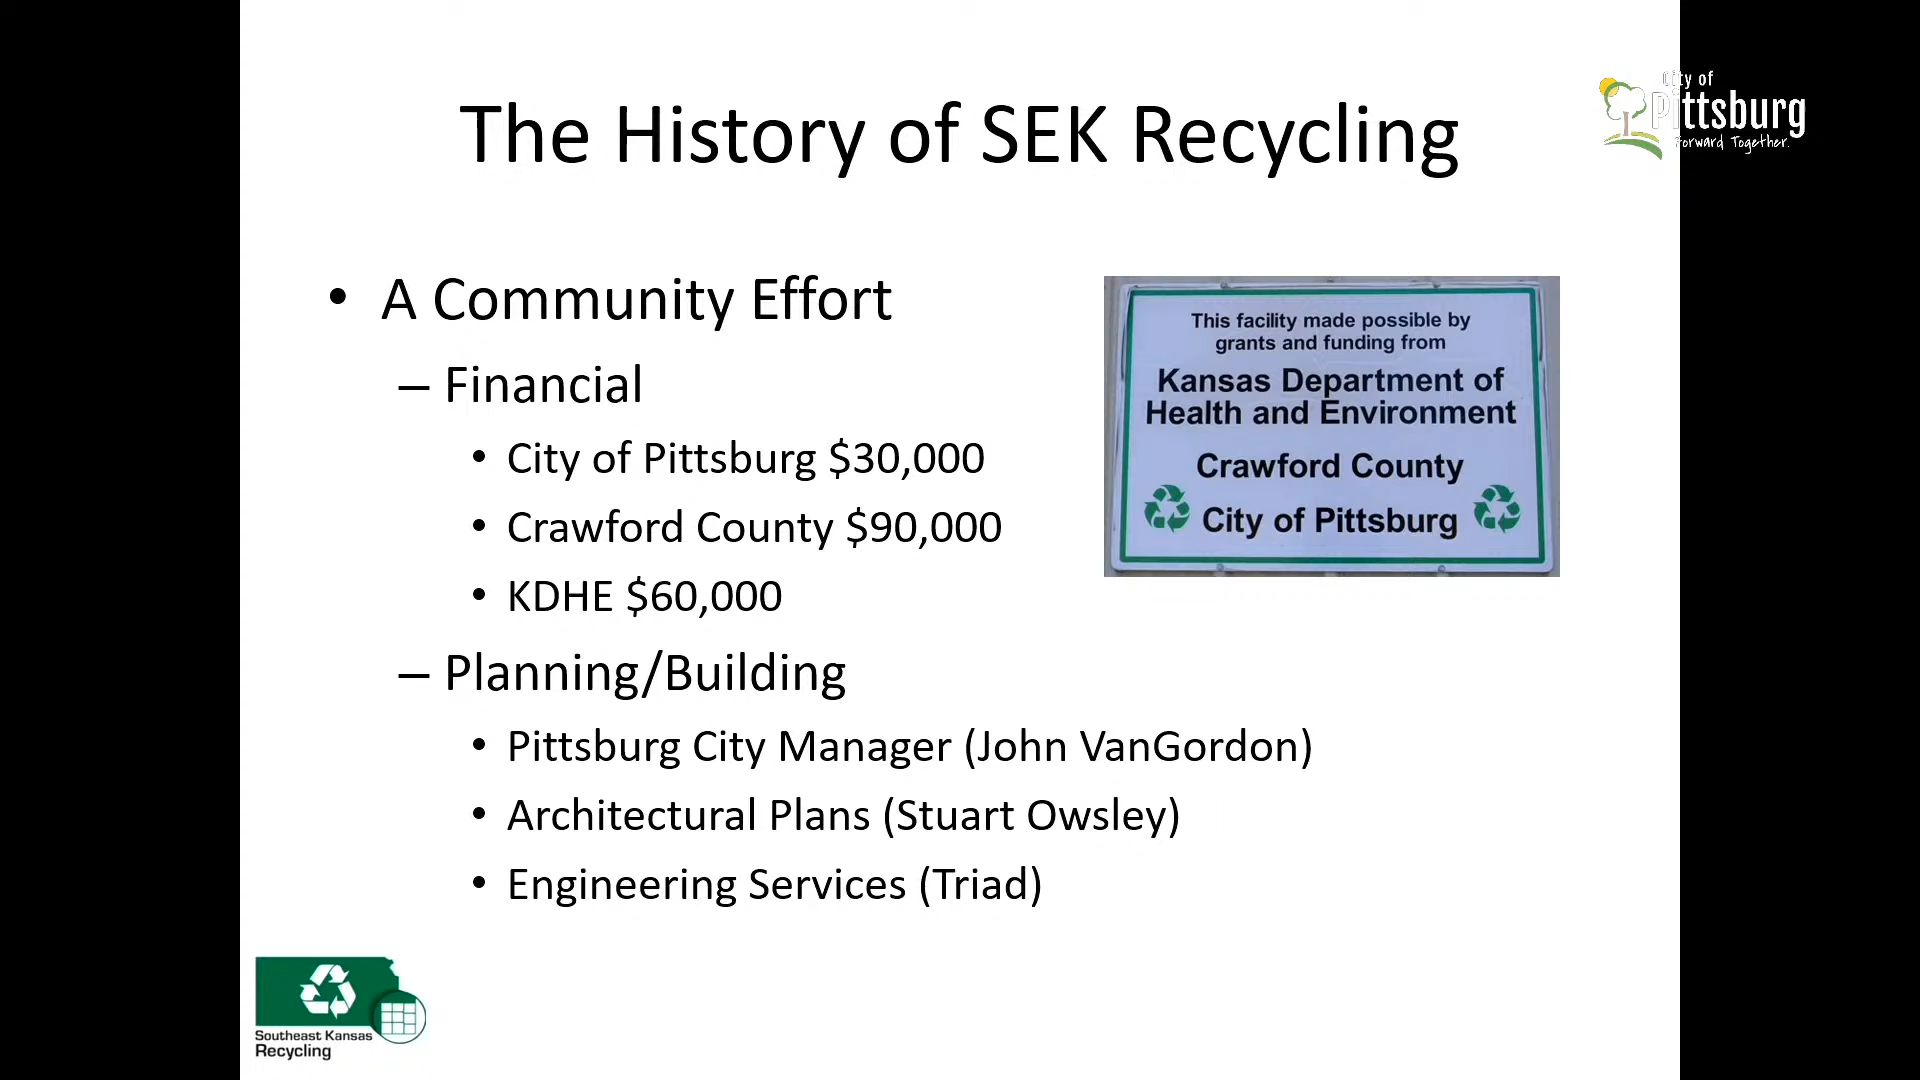 The History of SEK Recycling
City of
Pittsburg
Forward Together.
• A Community Effort
– Financial
• City of Pittsburg $30,000
• Crawford County $90,000
• KDHE $60,000
– Planning/Building
• Pittsburg City Manager (John VanGordon)
• Architectural Plans (Stuart Owsley)
• Engineering Services (Triad)
This facility made possible by
grants and funding from
Kansas Department of
Health and Environment
Crawford County
City of Pittsburg
Southeast Kansas
Recycling